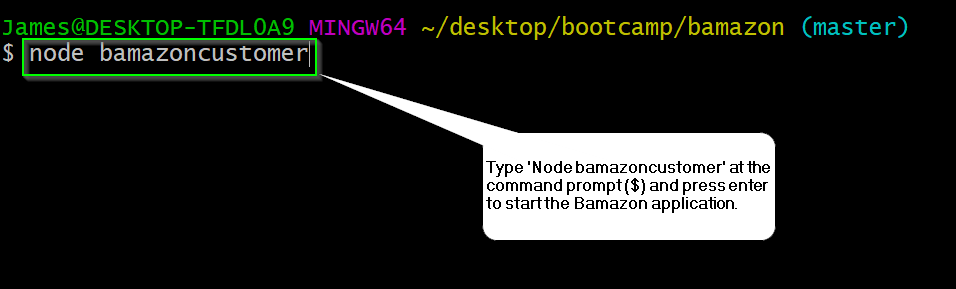 James@DESKTOP-TFDL0A9 MINGW64 ~/desktop/bootcamp/bamazon (master)
$ node bamazoncustomer
Type 'Node bamazoncustomer' at the
command prompt ($) and press enter
to start the Bamazon application.